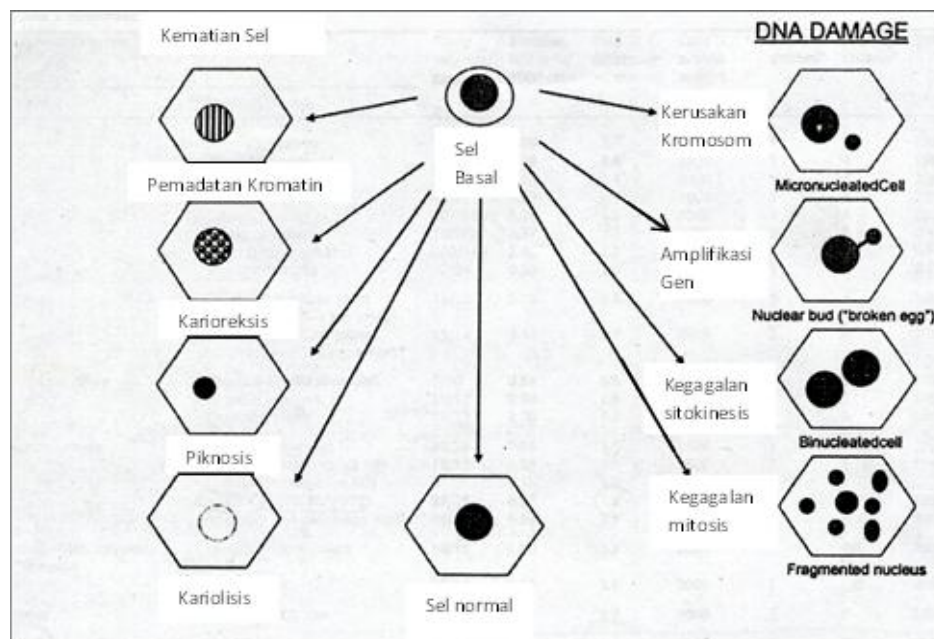 Kematian Sel
DNA DAMAGE
Sel
Basal
Kerusakan
Kromosom
Pemadatan Kromatin
MicronucleatedCell
Amplifikasi
Gen
Karioreksis
Nuclear bud ("broken egg")
Kegagalan
sitokinesis
Piknosis
Binucleatedcell
Kegagalan
mitosis
Kariolisis
Sel normal
Fragmented nucleus